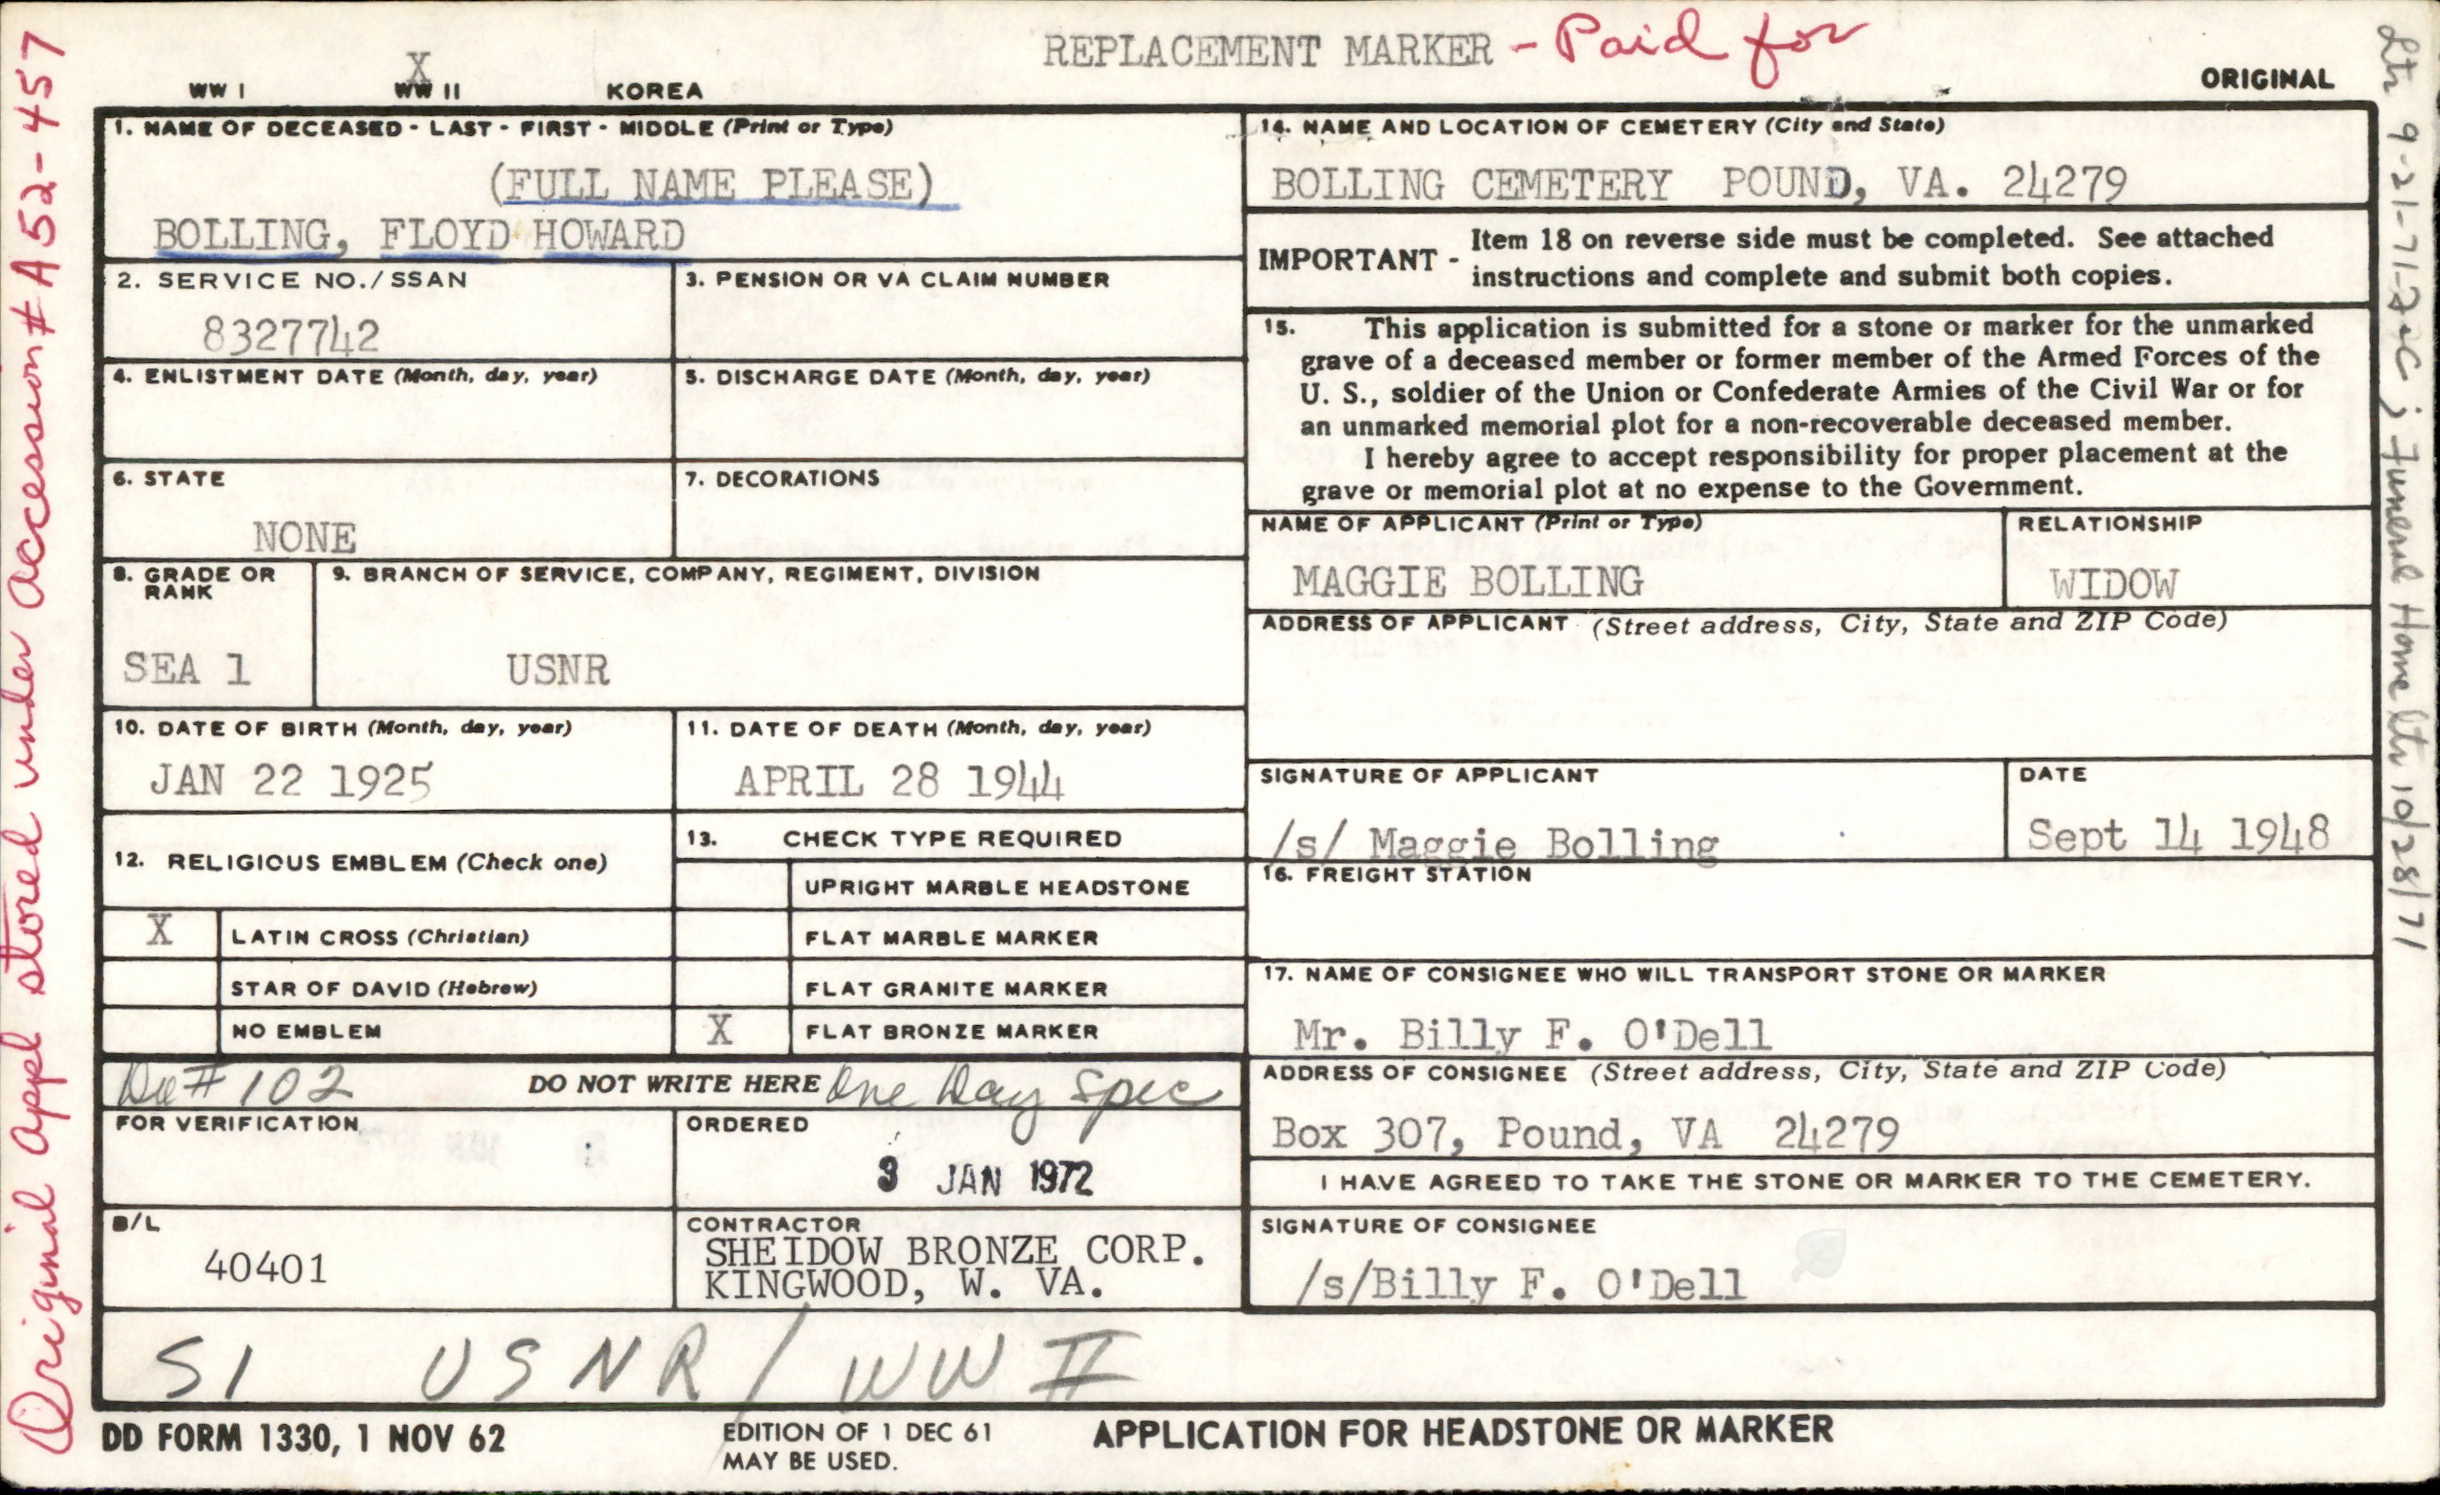 REPLACEMENT MARKER - Paid for
X
WW I WW II KOREA ORIGINAL
1. NAME OF DECEASED - LAST - FIRST - MIDDLE (Print or Type)
(FULL NAME PLEASE)
BOLLING, FLOYD HOWARD
2. SERVICE NO./SSAN
8327742
3. PENSION OR VA CLAIM NUMBER
4. ENLISTMENT DATE (Month, day, year)
5. DISCHARGE DATE (Month, day, year)
6. STATE
NONE
7. DECORATIONS
8. GRADE OR
RANK
SEA 1
9. BRANCH OF SERVICE, COMPANY, REGIMENT, DIVISION
USNR
10. DATE OF BIRTH (Month, day, year)
JAN 22 1925
11. DATE OF DEATH (Month, day, year)
APRIL 28 1944
12. RELIGIOUS EMBLEM (Check one)
X LATIN CROSS (Christian)
STAR OF DAVID (Hebrew)
NO EMBLEM
13. CHECK TYPE REQUIRED
UPRIGHT MARBLE HEADSTONE
FLAT MARBLE MARKER
FLAT GRANITE MARKER
X FLAT BRONZE MARKER
# 102 DO NOT WRITE HERE One Day Spec
FOR VERIFICATION
ORDERED
3 JAN 1972
B/L
40401
CONTRACTOR
SHEIDOW BRONZE CORP.
KINGWOOD, W. VA.
S1 USNR / WW II
14. NAME AND LOCATION OF CEMETERY (City and State)
BOLLING CEMETERY POUND, VA. 24279
IMPORTANT - Item 18 on reverse side must be completed. See attached
instructions and complete and submit both copies.
15. This application is submitted for a stone or marker for the unmarked
grave of a deceased member or former member of the Armed Forces of the
U. S., soldier of the Union or Confederate Armies of the Civil War or for
an unmarked memorial plot for a non-recoverable deceased member.
I hereby agree to accept responsibility for proper placement at the
grave or memorial plot at no expense to the Government.
NAME OF APPLICANT (Print or Type)
MAGGIE BOLLING
RELATIONSHIP
WIDOW
ADDRESS OF APPLICANT (Street address, City, State and ZIP Code)
SIGNATURE OF APPLICANT
/s/ Maggie Bolling
DATE
Sept 14 1948
16. FREIGHT STATION
17. NAME OF CONSIGNEE WHO WILL TRANSPORT STONE OR MARKER
Mr. Billy F. O'Dell
ADDRESS OF CONSIGNEE (Street address, City, State and ZIP Code)
Box 307, Pound, VA 24279
I HAVE AGREED TO TAKE THE STONE OR MARKER TO THE CEMETERY.
SIGNATURE OF CONSIGNEE
/s/Billy F. O'Dell
DD FORM 1330, 1 NOV 62
EDITION OF 1 DEC 61
MAY BE USED.
APPLICATION FOR HEADSTONE OR MARKER
Original appl stored under accession # A52-457
Ltr 9-21-71 ; Funeral Home ltr 10/28/71